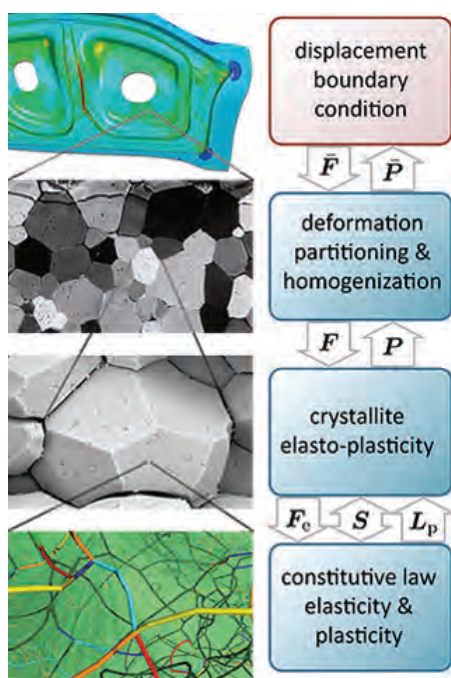 displacement
boundary
condition
F̄ P̄
deformation
partitioning &
homogenization
F P
crystallite
elasto-plasticity
Fe S Lp
constitutive law
elasticity &
plasticity